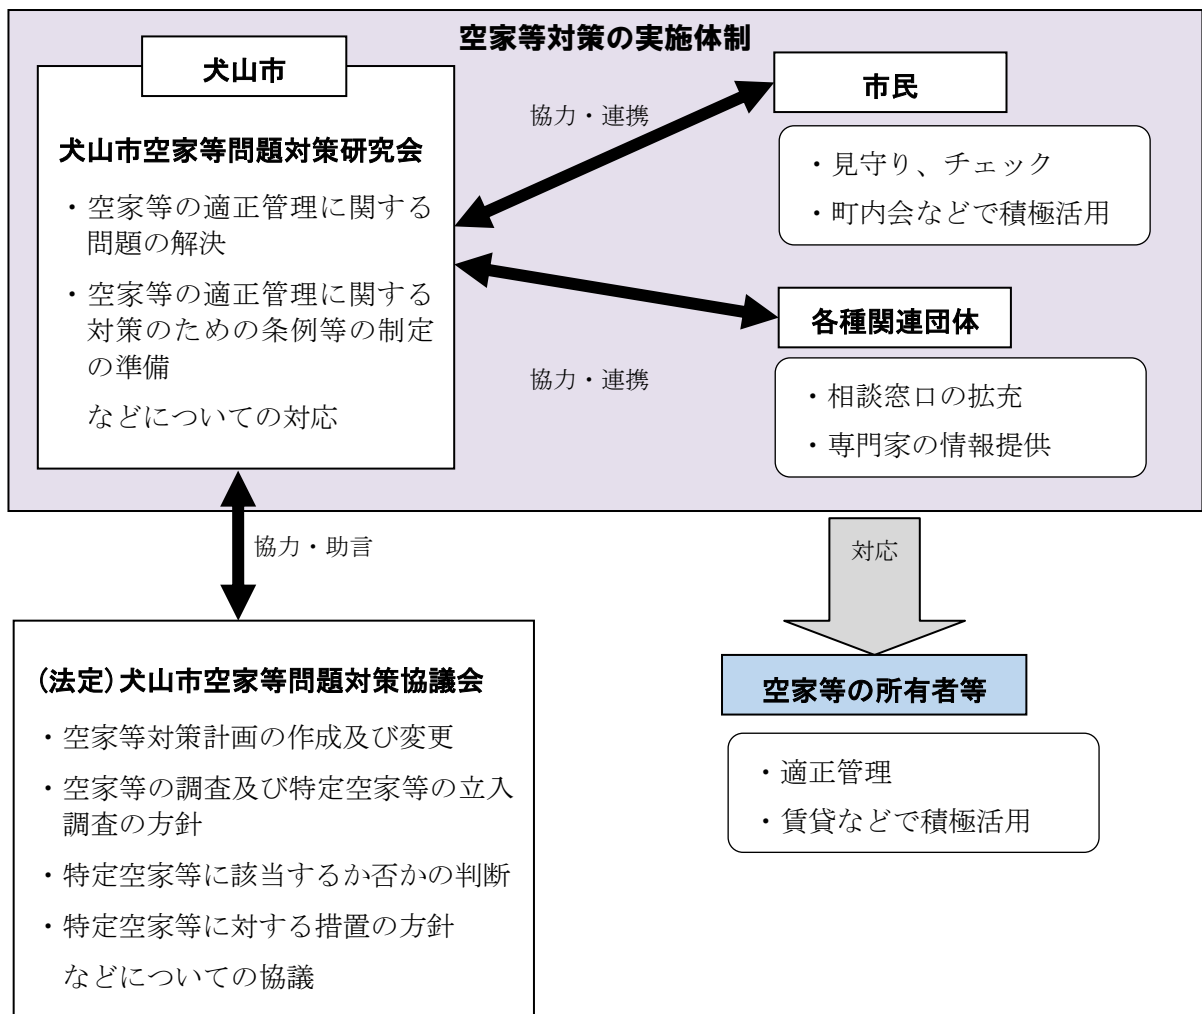 空家等対策の実施体制
犬山市
犬山市空家等問題対策研究会
・空家等の適正管理に関する
問題の解決
・空家等の適正管理に関する
対策のための条例等の制定
の準備
などについての対応
協力・連携
市民
・見守り、チェック
・町内会などで積極活用
協力・連携
各種関連団体
・相談窓口の拡充
・専門家の情報提供
協力・助言
対応
(法定)犬山市空家等問題対策協議会
・空家等対策計画の作成及び変更
・空家等の調査及び特定空家等の立入
調査の方針
・特定空家等に該当するか否かの判断
・特定空家等に対する措置の方針
などについての協議
空家等の所有者等
・適正管理
・賃貸などで積極活用